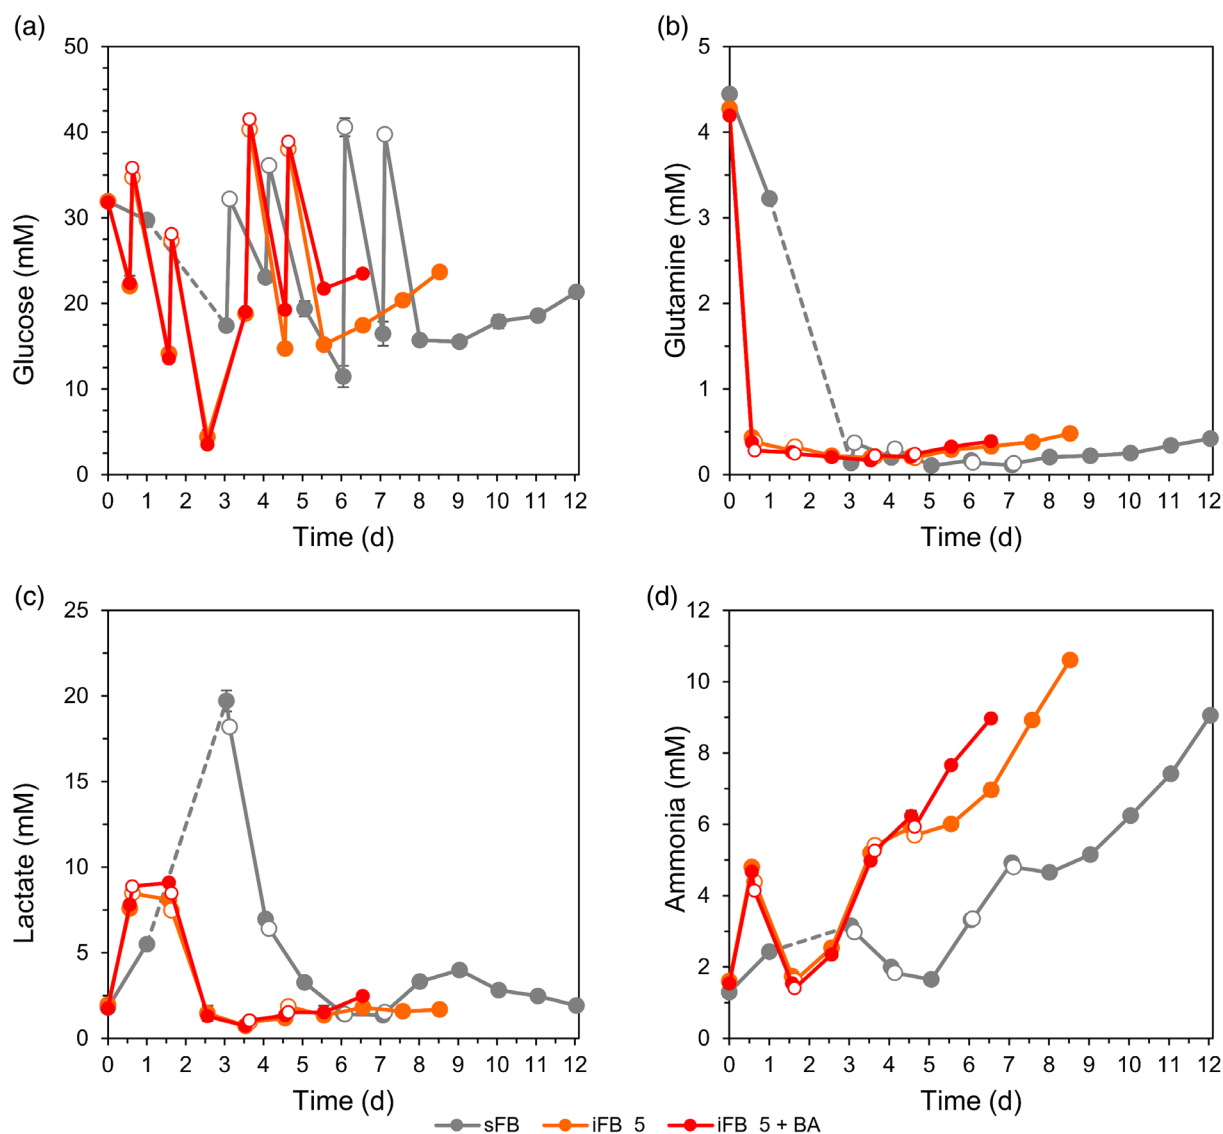 (a)
50
40
30
20
10
0
Glucose (mM)
0 1 2 3 4 5 6 7 8 9 10 11 12
Time (d)
(b)
5
4
3
2
1
0
Glutamine (mM)
0 1 2 3 4 5 6 7 8 9 10 11 12
Time (d)
(c)
25
20
15
10
5
0
Lactate (mM)
0 1 2 3 4 5 6 7 8 9 10 11 12
Time (d)
(d)
12
10
8
6
4
2
0
Ammonia (mM)
0 1 2 3 4 5 6 7 8 9 10 11 12
Time (d)
sFB iFB 5 iFB 5 + BA